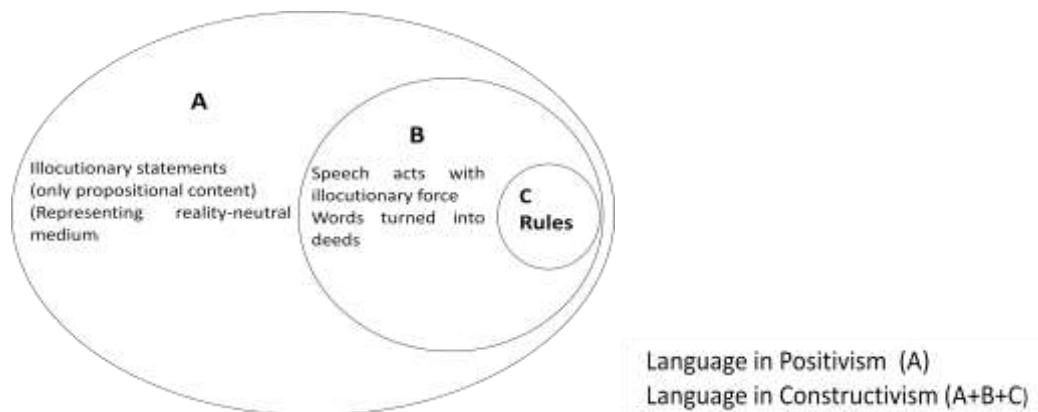 A
Illocutionary statements
(only propositional content)
(Representing reality-neutral
medium
B
Speech acts with
illocutionary force
Words turned into
deeds
C
Rules
Language in Positivism (A)
Language in Constructivism (A+B+C)